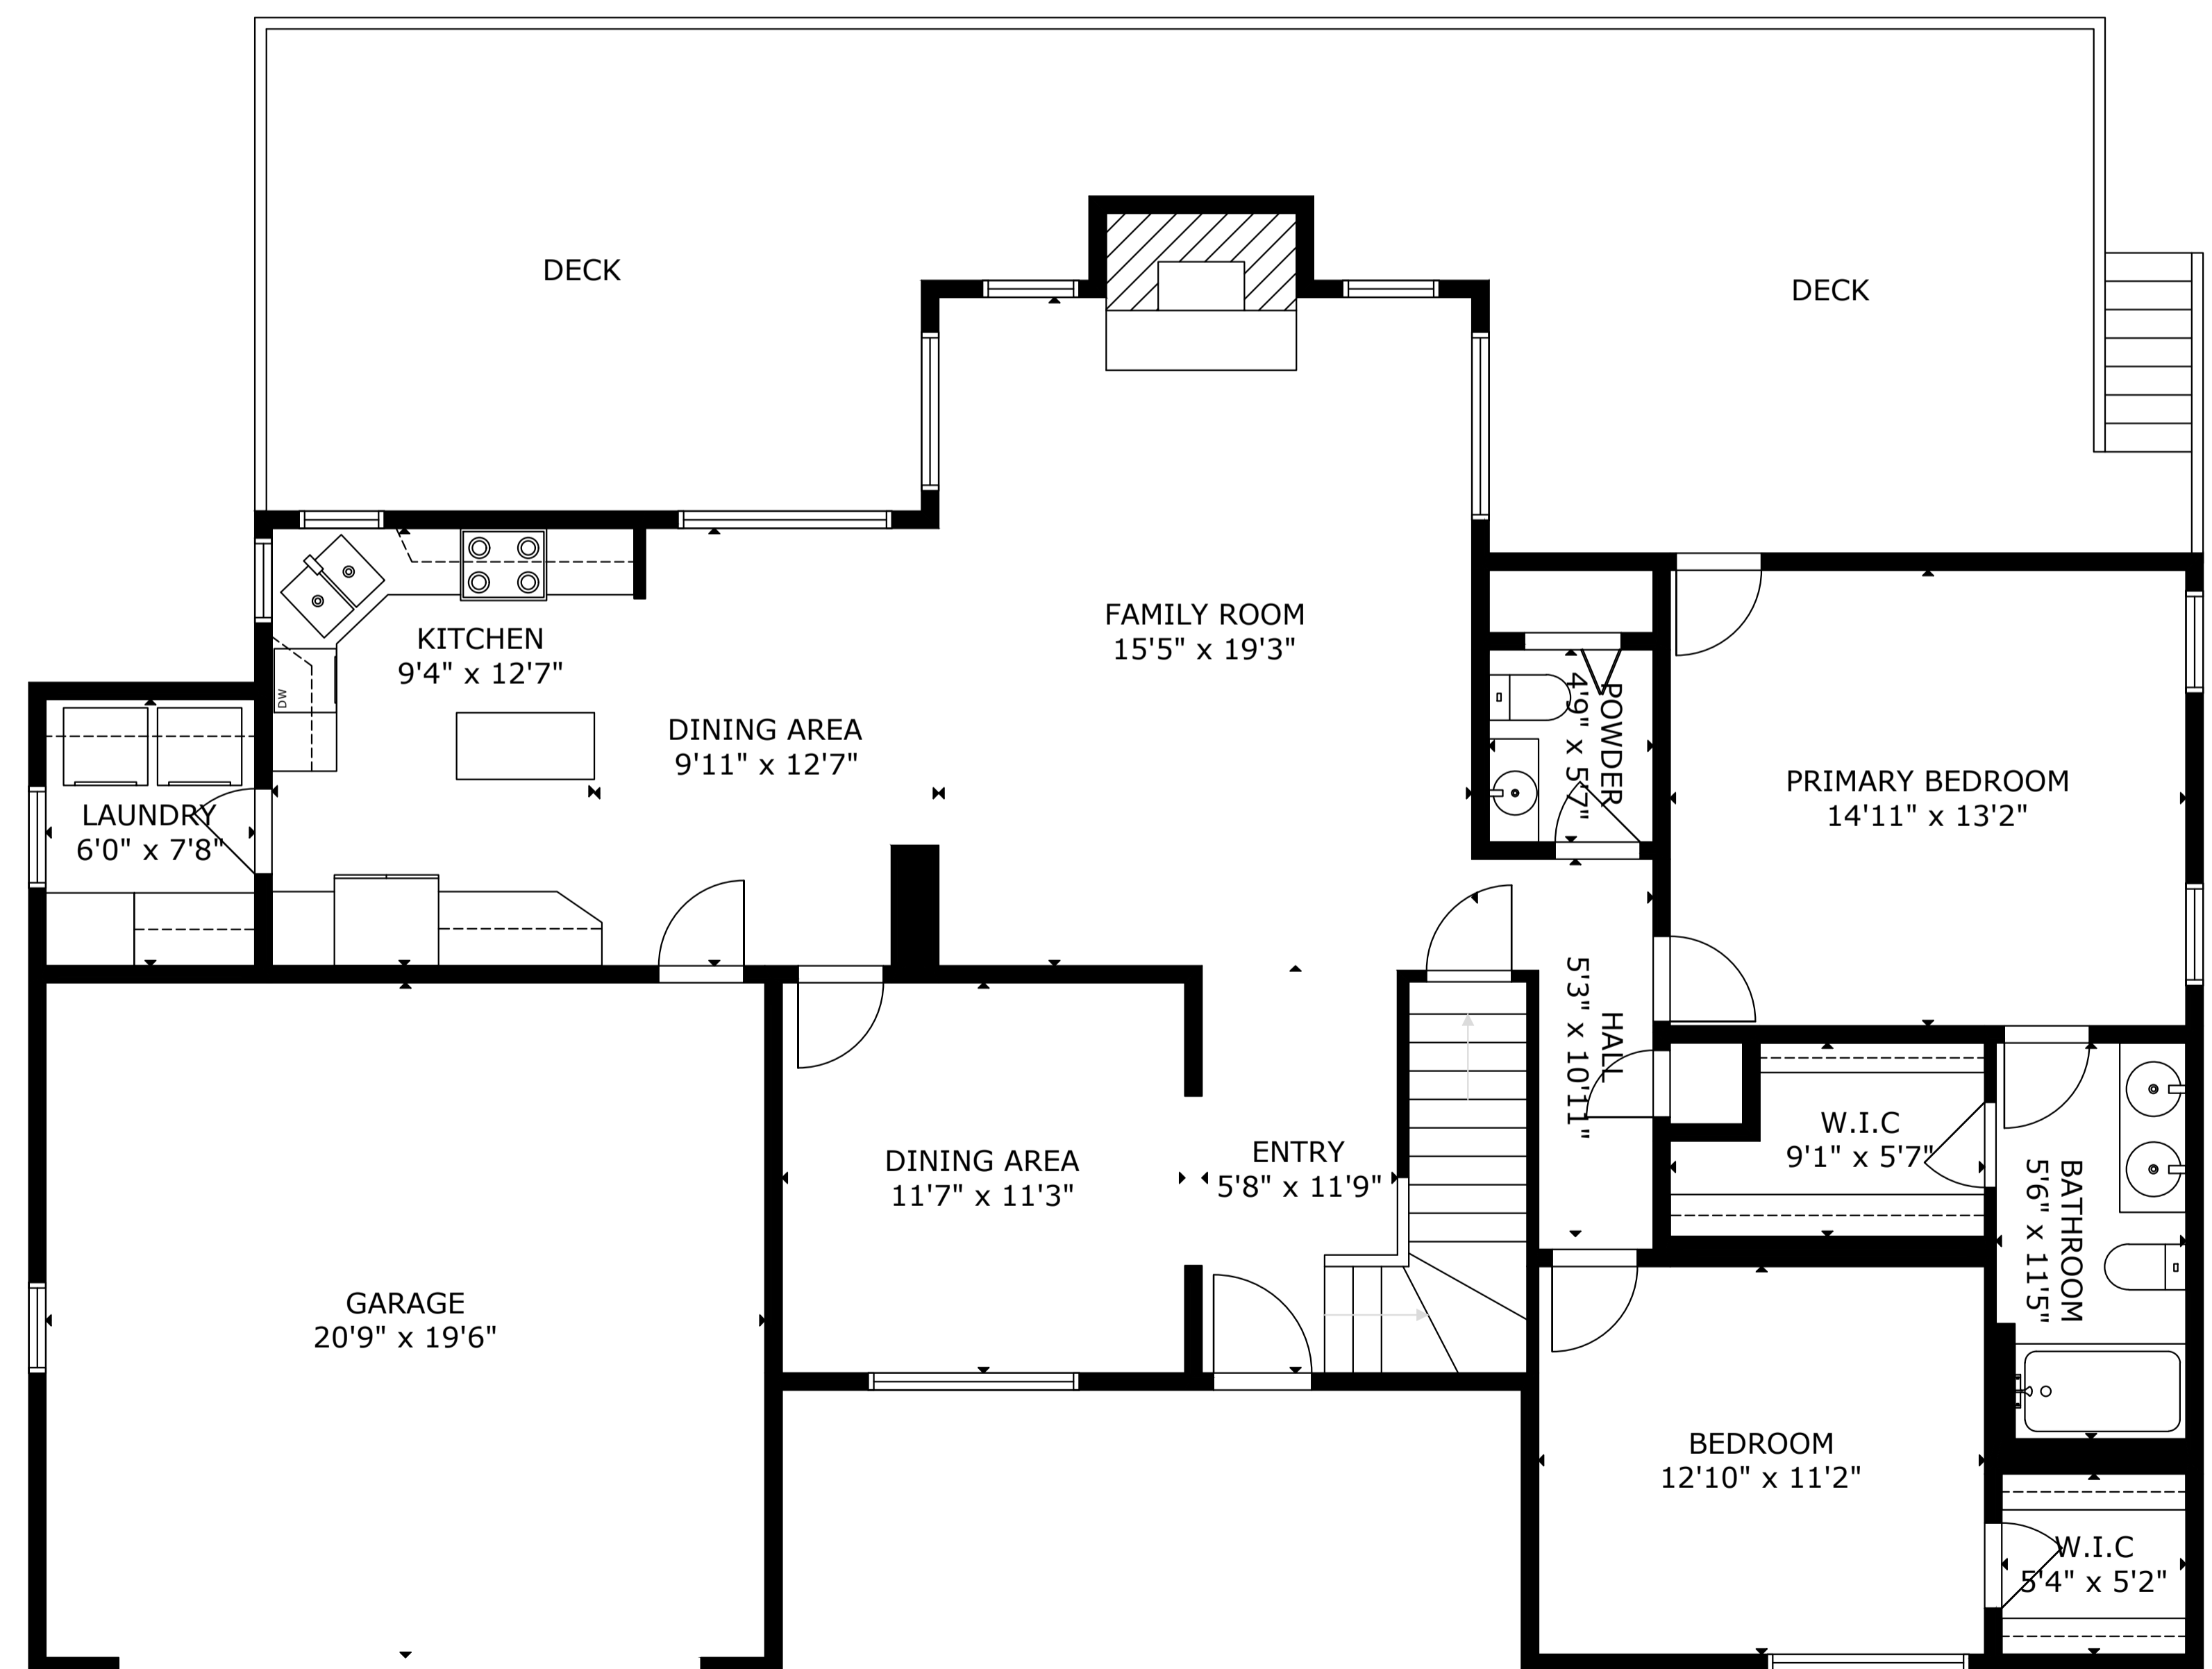 DECK
DECK
FAMILY ROOM
15'5" x 19'3"
KITCHEN
9'4" x 12'7"
DW
DINING AREA
9'11" x 12'7"
POWDER
4'9" x 5'7"
PRIMARY BEDROOM
14'11" x 13'2"
LAUNDRY
6'0" x 7'8"
HALL
5'3" x 10'11"
W.I.C
9'1" x 5'7"
DINING AREA
11'7" x 11'3"
ENTRY
5'8" x 11'9"
BATHROOM
5'6" x 11'5"
GARAGE
20'9" x 19'6"
BEDROOM
12'10" x 11'2"
W.I.C
5'4" x 5'2"